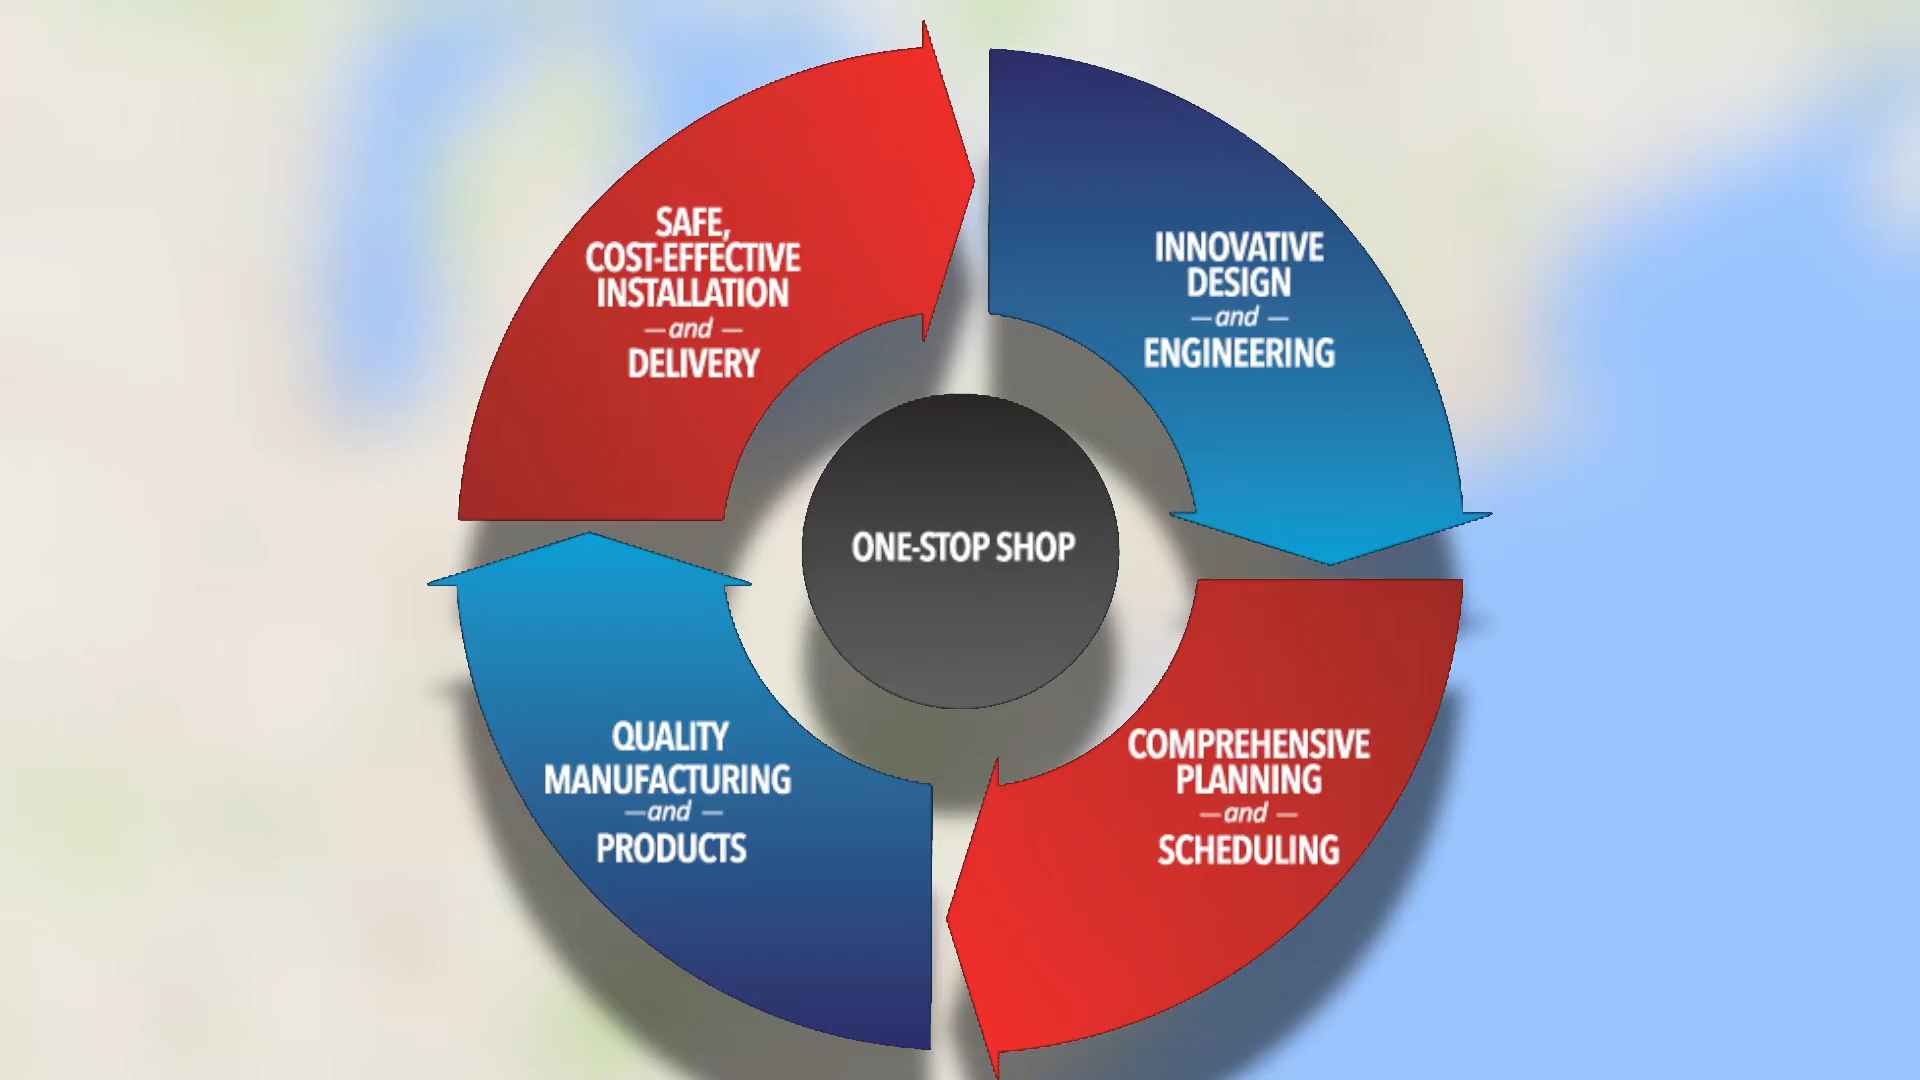 SAFE,
COST-EFFECTIVE
INSTALLATION
—and—
DELIVERY
INNOVATIVE
DESIGN
—and—
ENGINEERING
ONE-STOP SHOP
QUALITY
MANUFACTURING
—and—
PRODUCTS
COMPREHENSIVE
PLANNING
—and—
SCHEDULING